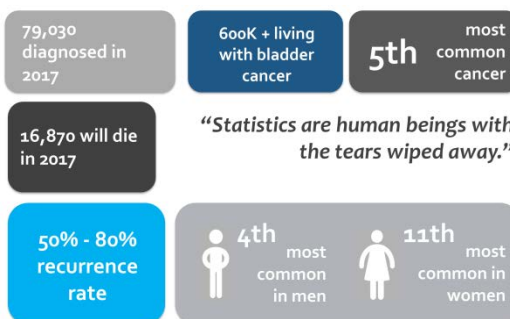 79,030
diagnosed in
2017
600K + living
with bladder
cancer
5th most
common
cancer
16,870 will die
in 2017
“Statistics are human beings with
the tears wiped away.”
50% - 80%
recurrence
rate
4th
most
common
in men
11th
most
common in
women